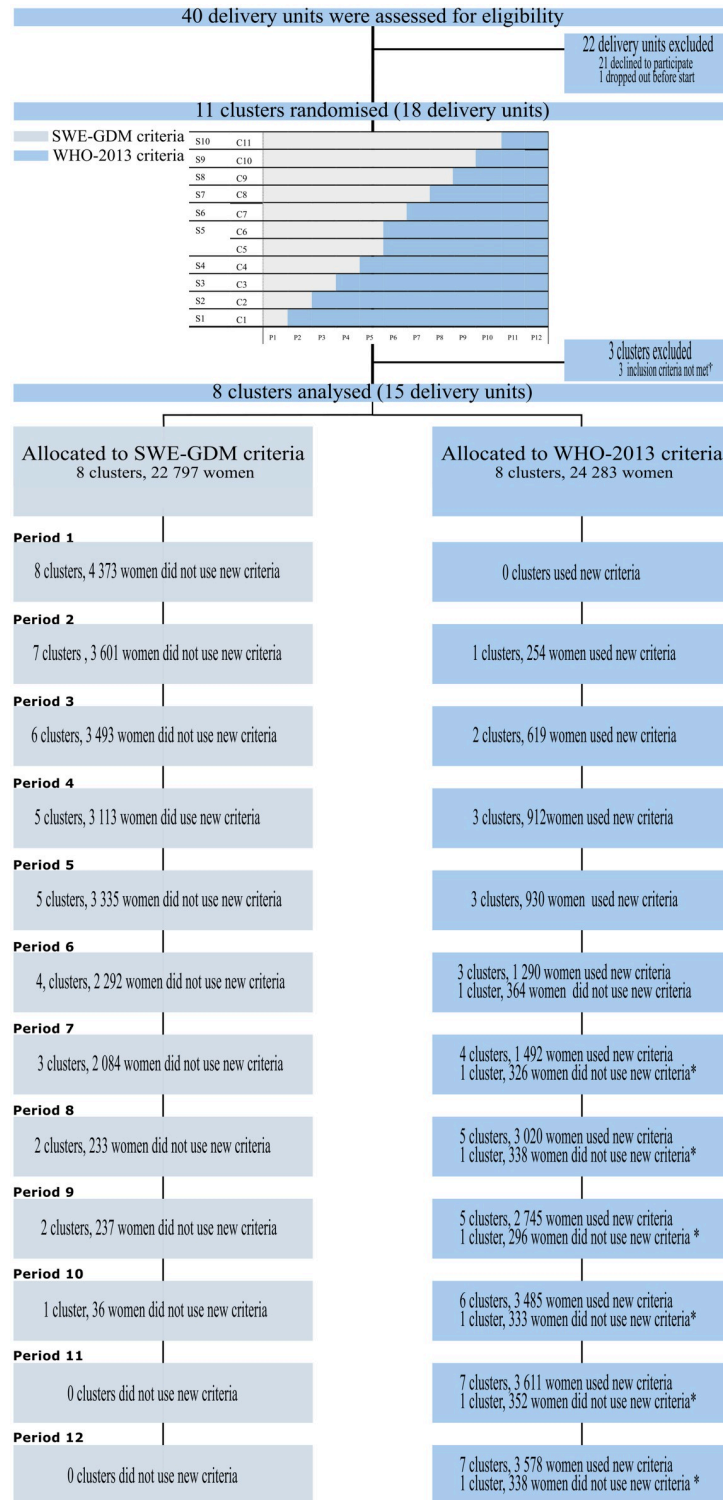 40 delivery units were assessed for eligibility
22 delivery units excluded
21 declined to participate
1 dropped out before start
11 clusters randomised (18 delivery units)
SWE-GDM criteria
WHO-2013 criteria
S10 C11
S9 C10
S8 C9
S7 C8
S6 C7
S5 C6
C5
S4 C4
S3 C3
S2 C2
S1 C1
P1 P2 P3 P4 P5 P6 P7 P8 P9 P10 P11 P12
3 clusters excluded
3 inclusion criteria not met†
8 clusters analysed (15 delivery units)
Allocated to SWE-GDM criteria
8 clusters, 22 797 women
Allocated to WHO-2013 criteria
8 clusters, 24 283 women
Period 1
8 clusters, 4 373 women did not use new criteria
0 clusters used new criteria
Period 2
7 clusters , 3 601 women did not use new criteria
1 clusters, 254 women used new criteria
Period 3
6 clusters, 3 493 women did not use new criteria
2 clusters, 619 women used new criteria
Period 4
5 clusters, 3 113 women did use new criteria
3 clusters, 912women used new criteria
Period 5
5 clusters, 3 335 women did not use new criteria
3 clusters, 930 women used new criteria
Period 6
4, clusters, 2 292 women did not use new criteria
3 clusters, 1 290 women used new criteria
1 cluster, 364 women did not use new criteria
Period 7
3 clusters, 2 084 women did not use new criteria
4 clusters, 1 492 women used new criteria
1 cluster, 326 women did not use new criteria*
Period 8
2 clusters, 233 women did not use new criteria
5 clusters, 3 020 women used new criteria
1 cluster, 338 women did not use new criteria*
Period 9
2 clusters, 237 women did not use new criteria
5 clusters, 2 745 women used new criteria
1 cluster, 296 women did not use new criteria *
Period 10
1 cluster, 36 women did not use new criteria
6 clusters, 3 485 women used new criteria
1 cluster, 333 women did not use new criteria*
Period 11
0 clusters did not use new criteria
7 clusters, 3 611 women used new criteria
1 cluster, 352 women did not use new criteria*
Period 12
0 clusters did not use new criteria
7 clusters, 3 578 women used new criteria
1 cluster, 338 women did not use new criteria *